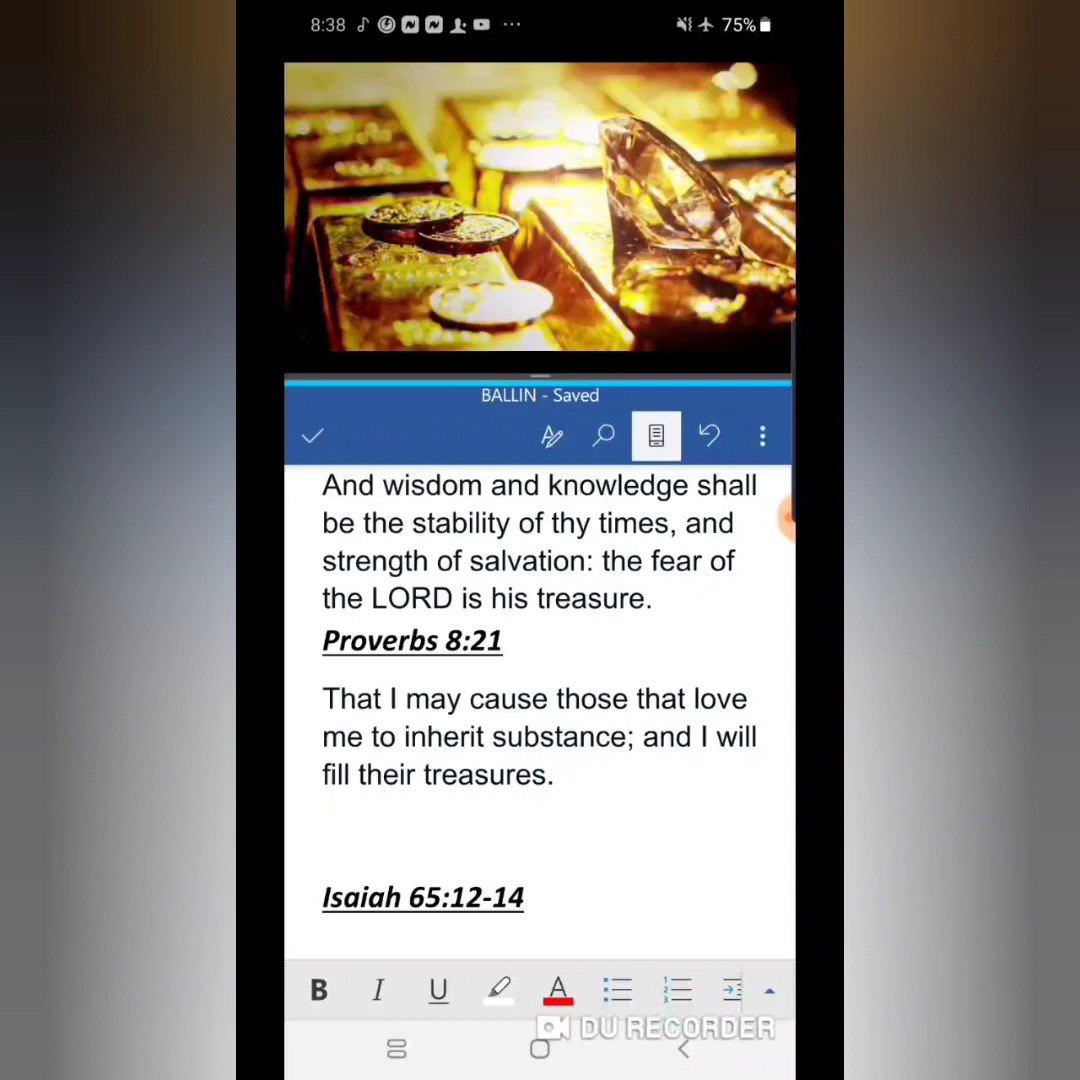 8:38
75%
BALLIN - Saved
And wisdom and knowledge shall
be the stability of thy times, and
strength of salvation: the fear of
the LORD is his treasure.
Proverbs 8:21
That I may cause those that love
me to inherit substance; and I will
fill their treasures.
Isaiah 65:12-14
B I U A
DU RECORDER